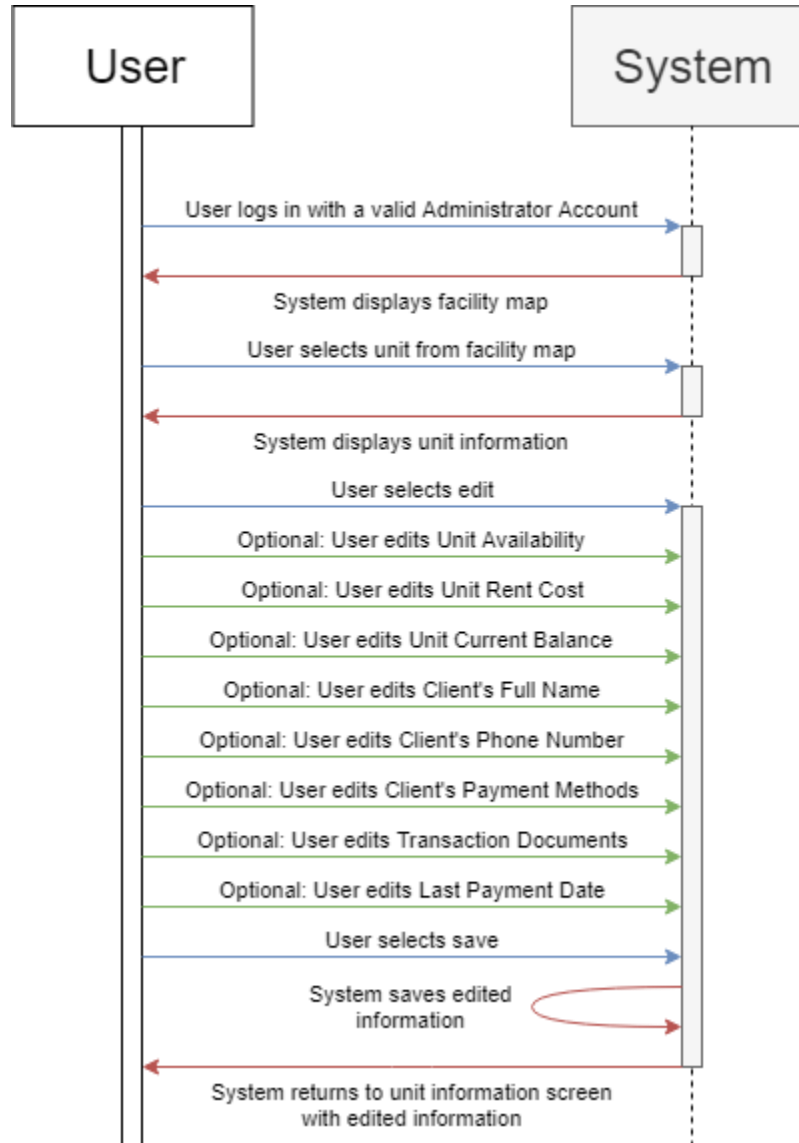 User
System
User logs in with a valid Administrator Account
System displays facility map
User selects unit from facility map
System displays unit information
User selects edit
Optional: User edits Unit Availability
Optional: User edits Unit Rent Cost
Optional: User edits Unit Current Balance
Optional: User edits Client's Full Name
Optional: User edits Client's Phone Number
Optional: User edits Client's Payment Methods
Optional: User edits Transaction Documents
Optional: User edits Last Payment Date
User selects save
System saves edited
information
System returns to unit information screen
with edited information